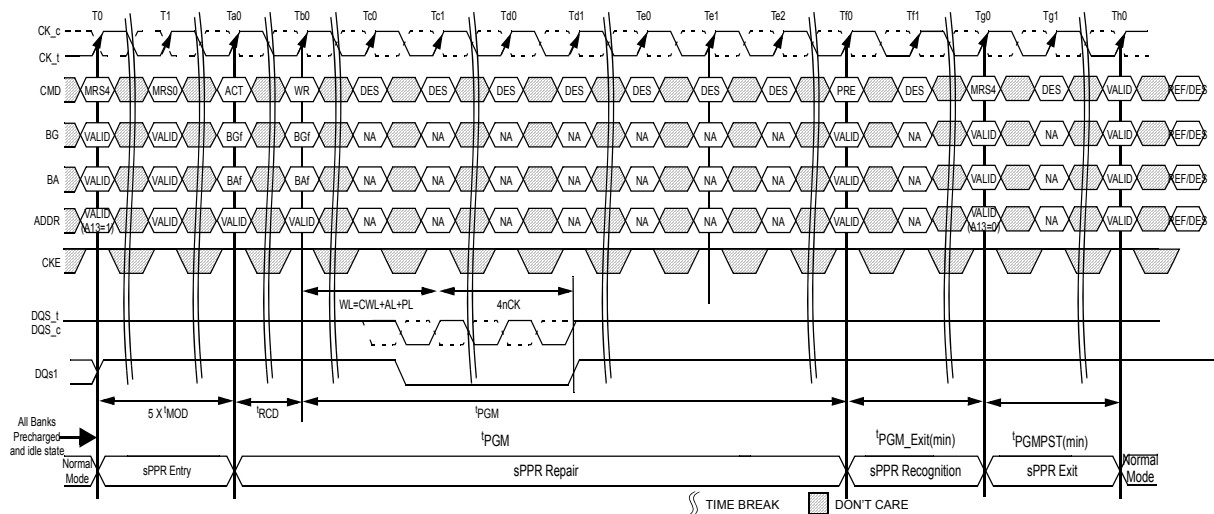 T0 T1 Ta0 Tb0 Tc0 Tc1 Td0 Td1 Te0 Te1 Te2 Tf0 Tf1 Tg0 Tg1 Th0
CK_c
CK_t
CMD MRS4 MRS0 ACT WR DES DES DES DES DES DES DES PRE DES MRS4 DES VALID REF/DES
BG VALID VALID BGf BGf NA NA NA NA NA NA NA VALID NA VALID NA VALID REF/DES
BA VALID VALID BAf BAf NA NA NA NA NA NA NA VALID NA VALID NA VALID REF/DES
ADDR VALID (A13=1) VALID VALID VALID NA NA NA NA NA NA NA VALID NA VALID (A13=0) NA VALID REF/DES
CKE
WL=CWL+AL+PL 4nCK
DQS_t
DQS_c
DQs1
5 X tMOD tRCD tPGM
All Banks
Precharged
and idle state
tPGM tPGM_Exit(min) tPGMPST(min)
Normal
Mode
sPPR Entry sPPR Repair sPPR Recognition sPPR Exit
Normal
Mode
TIME BREAK DON'T CARE